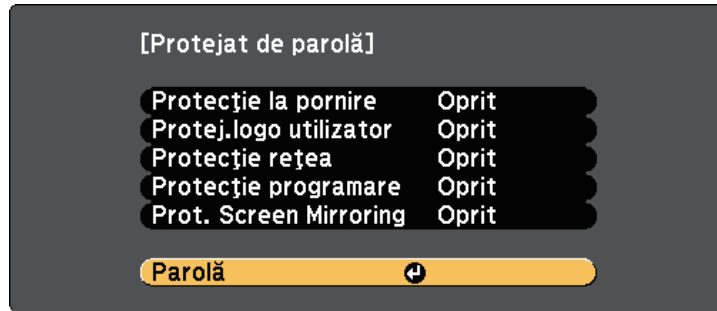 [Protejat de parolă]
Protecţie la pornire Oprit
Protej.logo utilizator Oprit
Protecţie reţea Oprit
Protecţie programare Oprit
Prot. Screen Mirroring Oprit
Parolă